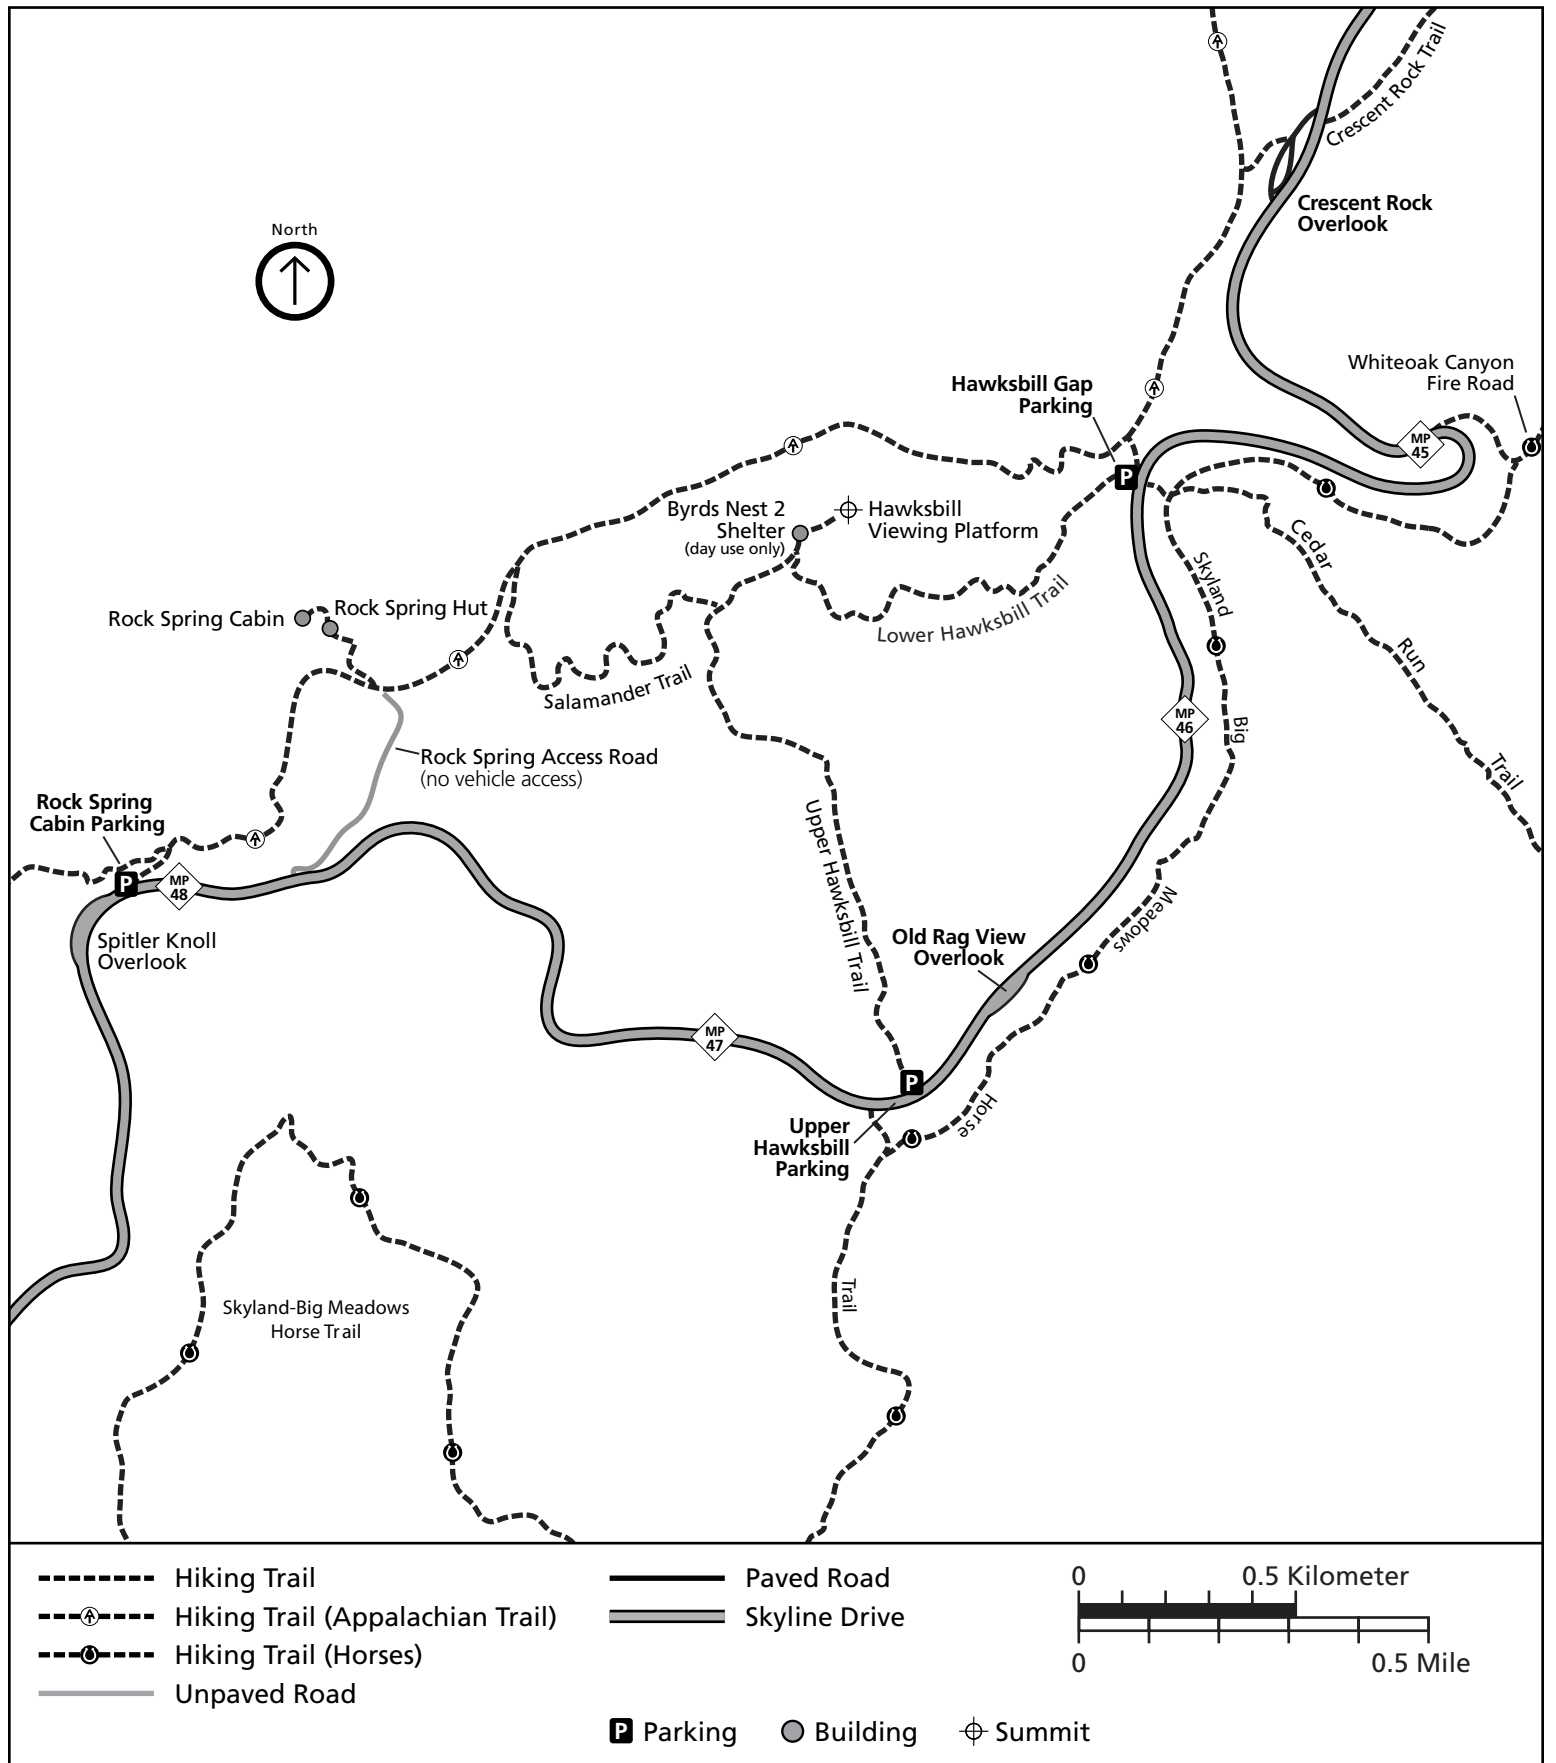 Crescent Rock Trail
Crescent Rock
Overlook
North
Whiteoak Canyon
Fire Road
Hawksbill Gap
Parking
MP
45
P
Byrds Nest 2
Shelter
(day use only)
Hawksbill
Viewing Platform
Cedar
Run
Trail
Skyland
Big
Meadows
Horse
Trail
Lower Hawksbill Trail
Rock Spring Cabin
Rock Spring Hut
Salamander Trail
MP
46
Rock Spring Access Road
(no vehicle access)
Rock Spring
Cabin Parking
Upper Hawksbill Trail
P
MP
48
Spitler Knoll
Overlook
Old Rag View
Overlook
MP
47
P
Upper
Hawksbill
Parking
Skyland-Big Meadows
Horse Trail
Hiking Trail
Hiking Trail (Appalachian Trail)
Hiking Trail (Horses)
Unpaved Road
Paved Road
Skyline Drive
0 0.5 Kilometer
0 0.5 Mile
P Parking
Building
Summit